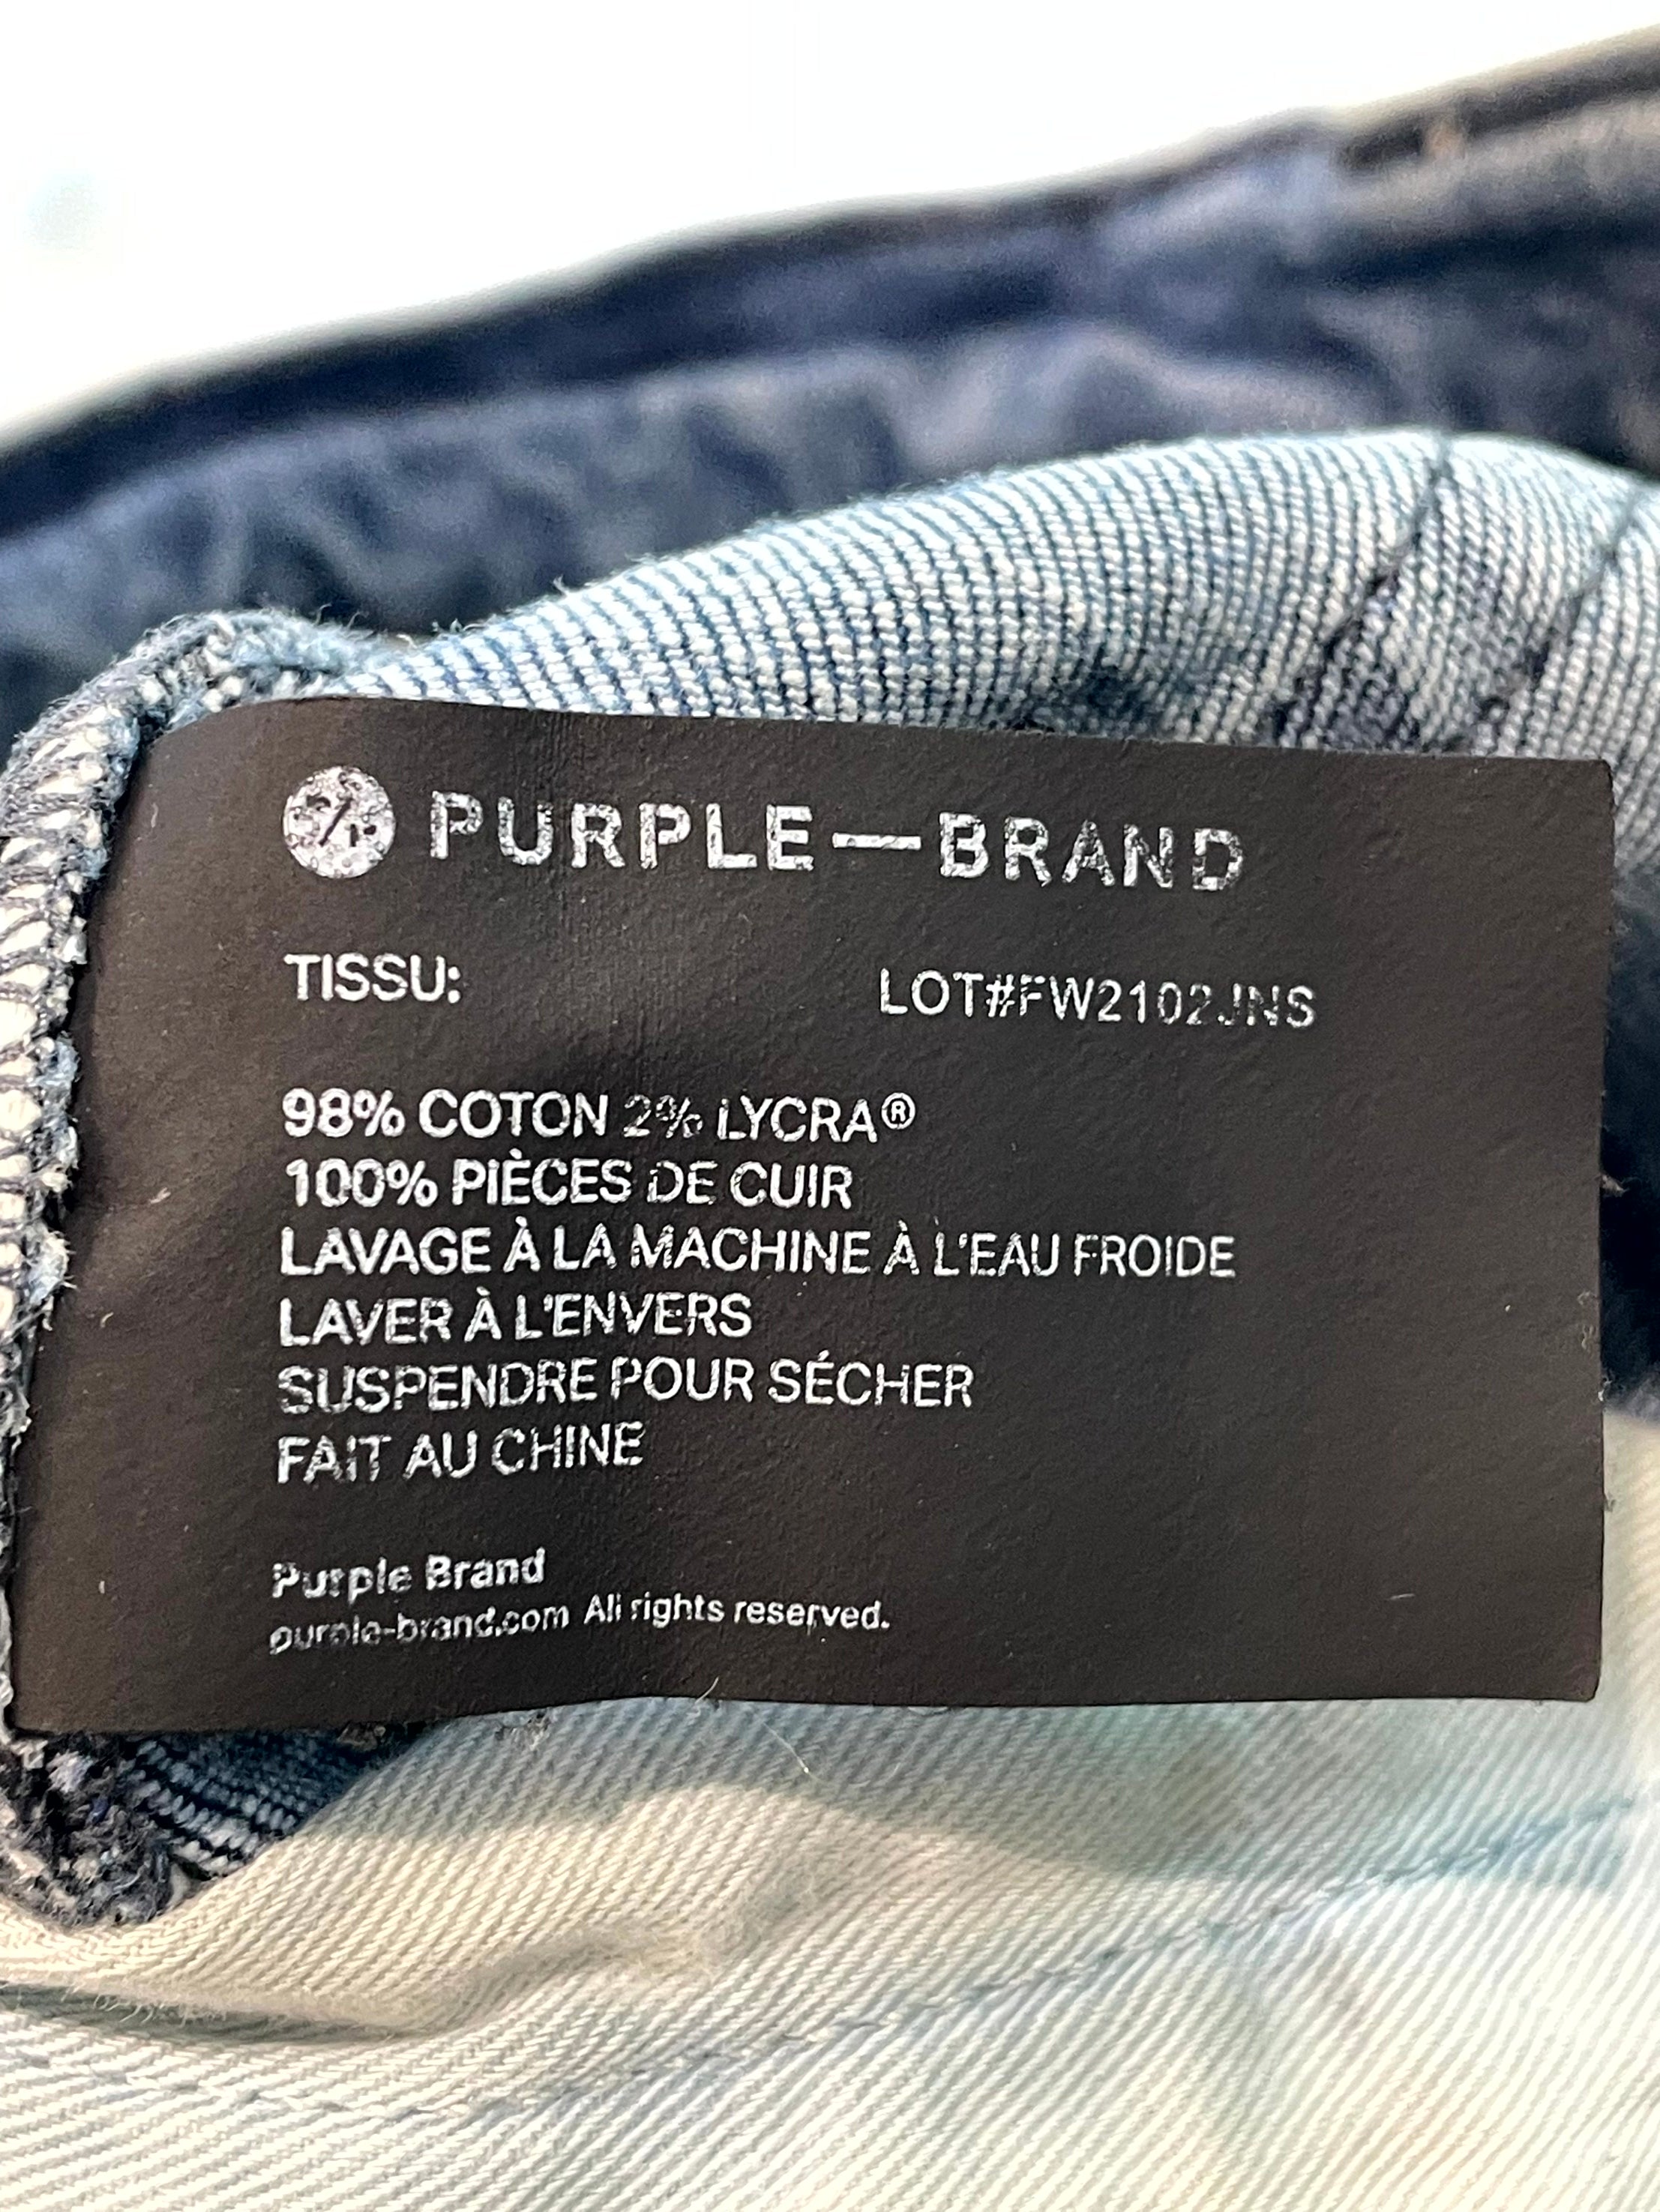 P/P PURPLE—BRAND
TISSU: LOT#FW2102JNS
98% COTON 2% LYCRA®
100% PIÈCES DE CUIR
LAVAGE À LA MACHINE À L'EAU FROIDE
LAVER À L'ENVERS
SUSPENDRE POUR SÉCHER
FAIT AU CHINE
Purple Brand
purple-brand.com All rights reserved.